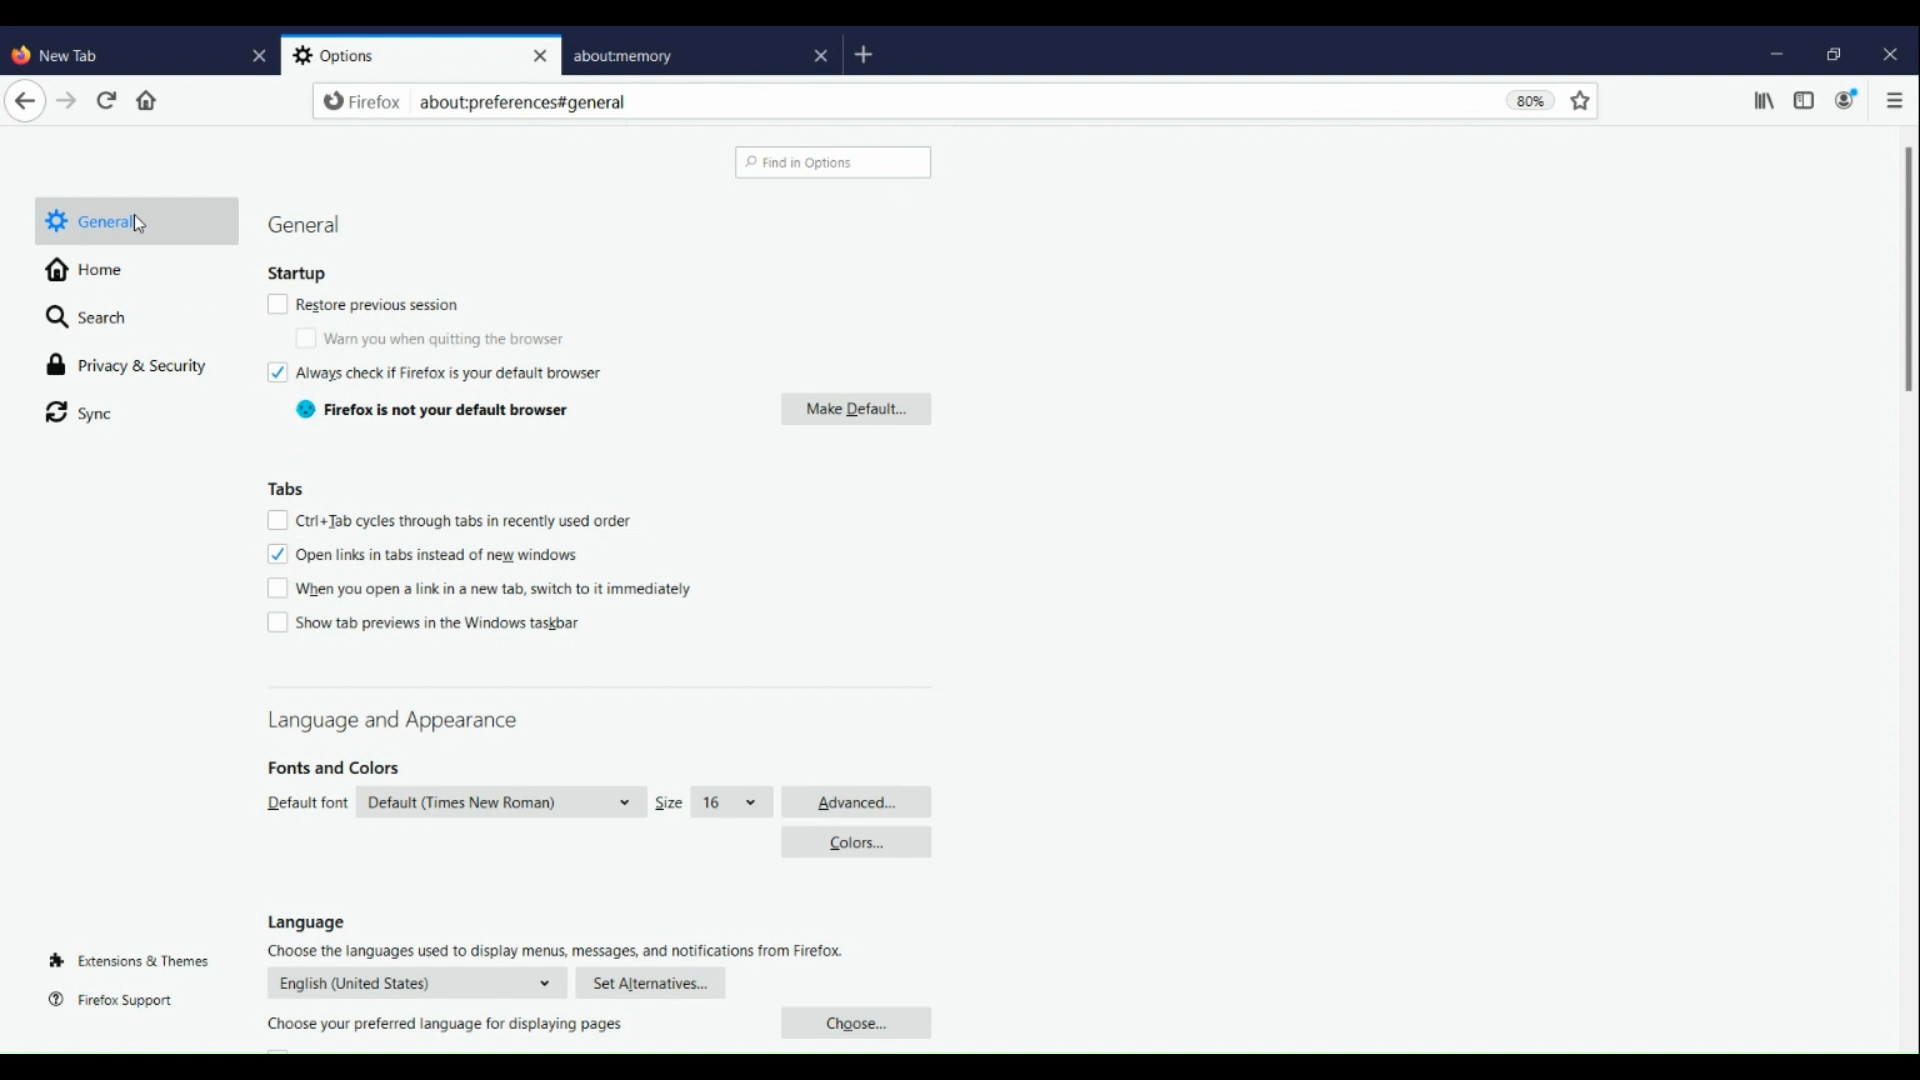 New Tab
Options
about:memory
Firefox
about:preferences#general
80%
Find in Options
General
Home
Search
Privacy & Security
Sync
Extensions & Themes
Firefox Support
General
Startup
Restore previous session
Warn you when quitting the browser
Always check if Firefox is your default browser
Firefox is not your default browser
Make Default...
Tabs
Ctrl+Tab cycles through tabs in recently used order
Open links in tabs instead of new windows
When you open a link in a new tab, switch to it immediately
Show tab previews in the Windows taskbar
Language and Appearance
Fonts and Colors
Default font Default (Times New Roman) Size 16 Advanced...
Colors...
Language
Choose the languages used to display menus, messages, and notifications from Firefox.
English (United States) Set Alternatives...
Choose your preferred language for displaying pages Choose...